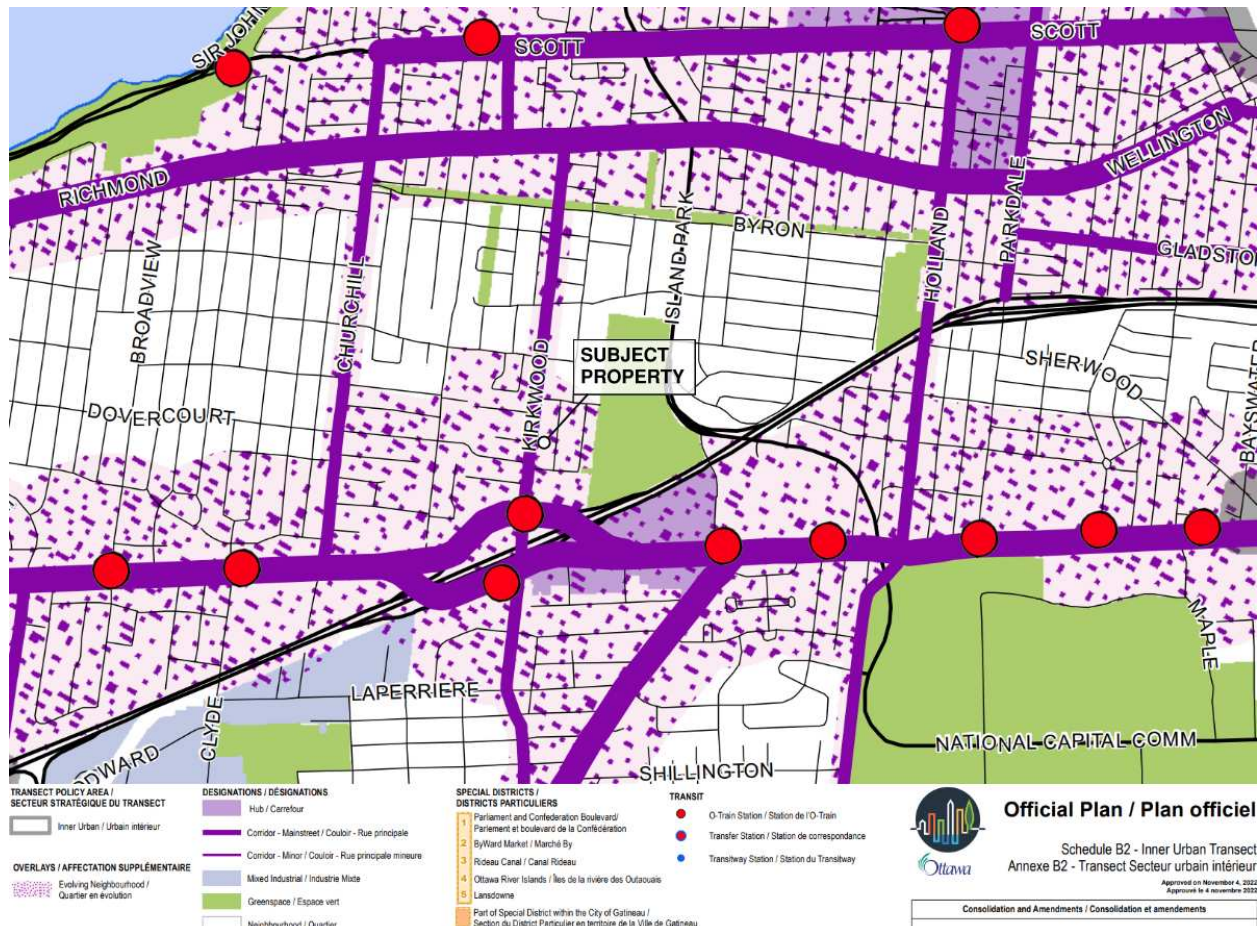 SIR JOHN
SCOTT
SCOTT
RICHMOND
WELLINGTON
BYRON
PARKDALE
HOLLAND
GLADSTON
ISLAND PARK
BROADVIEW
CHURCHILL
KIRKWOOD
SUBJECT
PROPERTY
SHERWOOD
BAYSWATER
DOVERCOURT
MAPLE
LAPERRIERE
CLYDE
ODWARD
SHILLINGTON
NATIONAL CAPITAL COMM
TRANSECT POLICY AREA /
SECTEUR STRATÉGIQUE DU TRANSECT
Inner Urban / Urbain intérieur
OVERLAYS / AFFECTATION SUPPLÉMENTAIRE
Evolving Neighbourhood /
Quartier en évolution
DESIGNATIONS / DÉSIGNATIONS
Hub / Carrefour
Corridor - Mainstreet / Couloir - Rue principale
Corridor - Minor / Couloir - Rue principale mineure
Mixed Industrial / Industrie Mixte
Greenspace / Espace vert
Neighbourhood / Quartier
SPECIAL DISTRICTS /
DISTRICTS PARTICULIERS
1 Parliament and Confederation Boulevard/
Parlement et boulevard de la Confédération
2 ByWard Market / Marché By
3 Rideau Canal / Canal Rideau
4 Ottawa River Islands / Îles de la rivière des Outaouais
5 Lansdowne
Part of Special District within the City of Gatineau /
Section du District Particulier en territoire de la Ville de Gatineau
TRANSIT
O-Train Station / Station de l'O-Train
Transfer Station / Station de correspondance
Transitway Station / Station du Transitway
Ottawa
Official Plan / Plan officiel
Schedule B2 - Inner Urban Transect
Annexe B2 - Transect Secteur urbain intérieur
Approved on November 4, 2022
Approuvé le 4 novembre 2022
Consolidation and Amendments / Consolidation et amendements